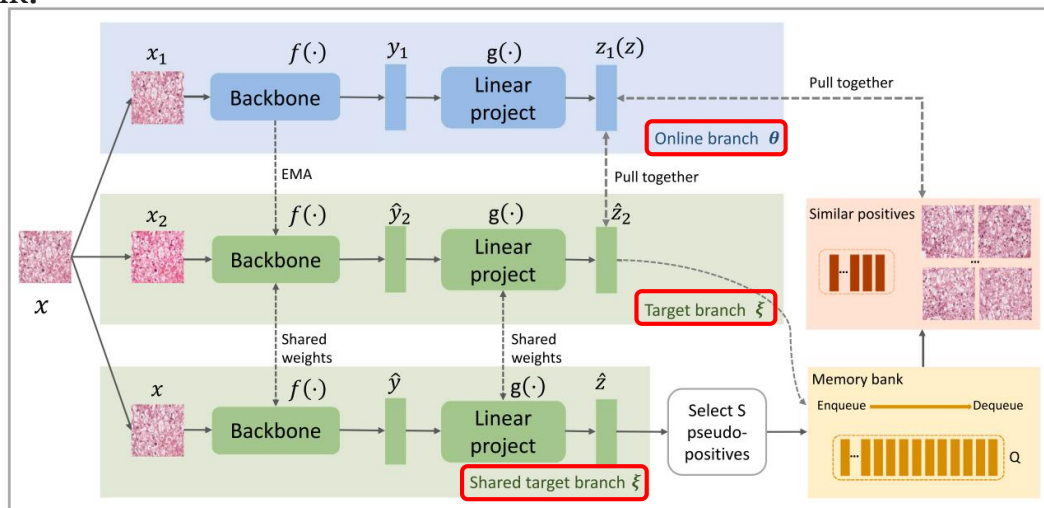 x₁
f(·)
y₁
g(·)
z₁(z)
Backbone
Linear
project
Pull together
Online branch θ
EMA
Pull together
x₂
f(·)
ŷ₂
g(·)
ẑ₂
Backbone
Linear
project
Similar positives
...
...
x
Target branch ξ
Shared
weights
Shared
weights
x
f(·)
ŷ
g(·)
ẑ
Backbone
Linear
project
Select S
pseudo-
positives
Memory bank
Enqueue
Dequeue
...
Q
Shared target branch ξ